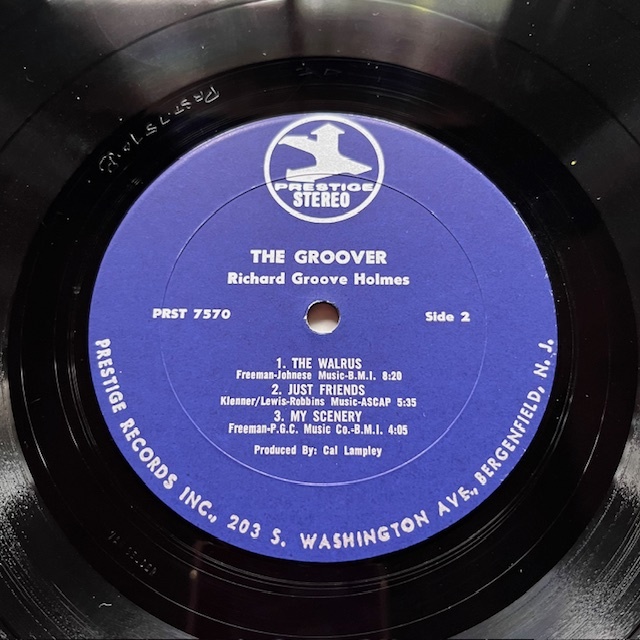 PRESTIGE
STEREO
THE GROOVER
Richard Groove Holmes
PRST 7570
Side 2
1. THE WALRUS
Freeman-Johnese Music-B.M.I. 8:20
2. JUST FRIENDS
Klenner/Lewis-Robbins Music-ASCAP 5:35
3. MY SCENERY
Freeman-P.G.C. Music Co.-B.M.I. 4:05
Produced By: Cal Lampley
PRESTIGE RECORDS INC., 203 S. WASHINGTON AVE., BERGENFIELD, N. J.